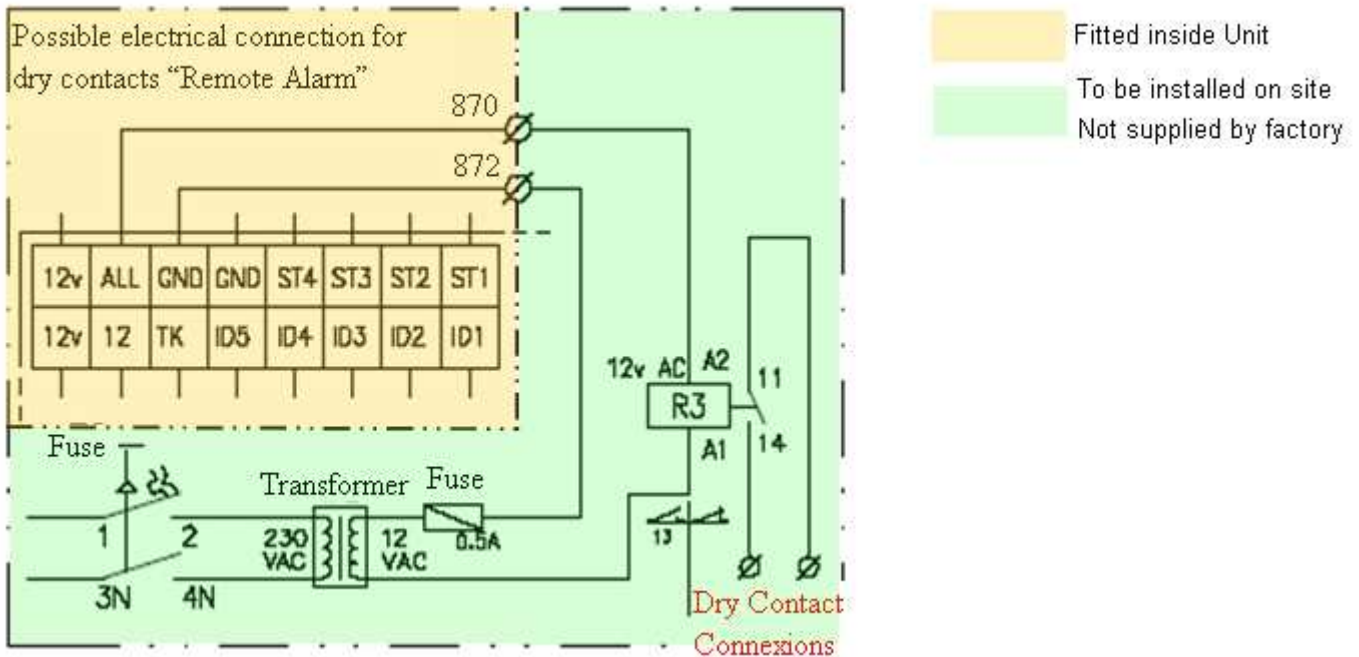 Possible electrical connection for
dry contacts “Remote Alarm”
870
872
12v ALL GND GND ST4 ST3 ST2 ST1
12v 12 TK ID5 ID4 ID3 ID2 ID1
Fuse
1 2
3N 4N
Transformer
230
VAC
12
VAC
Fuse
0.5A
12v AC A2
R3
A1
11
14
13
Dry Contact
Connexions
Fitted inside Unit
To be installed on site
Not supplied by factory